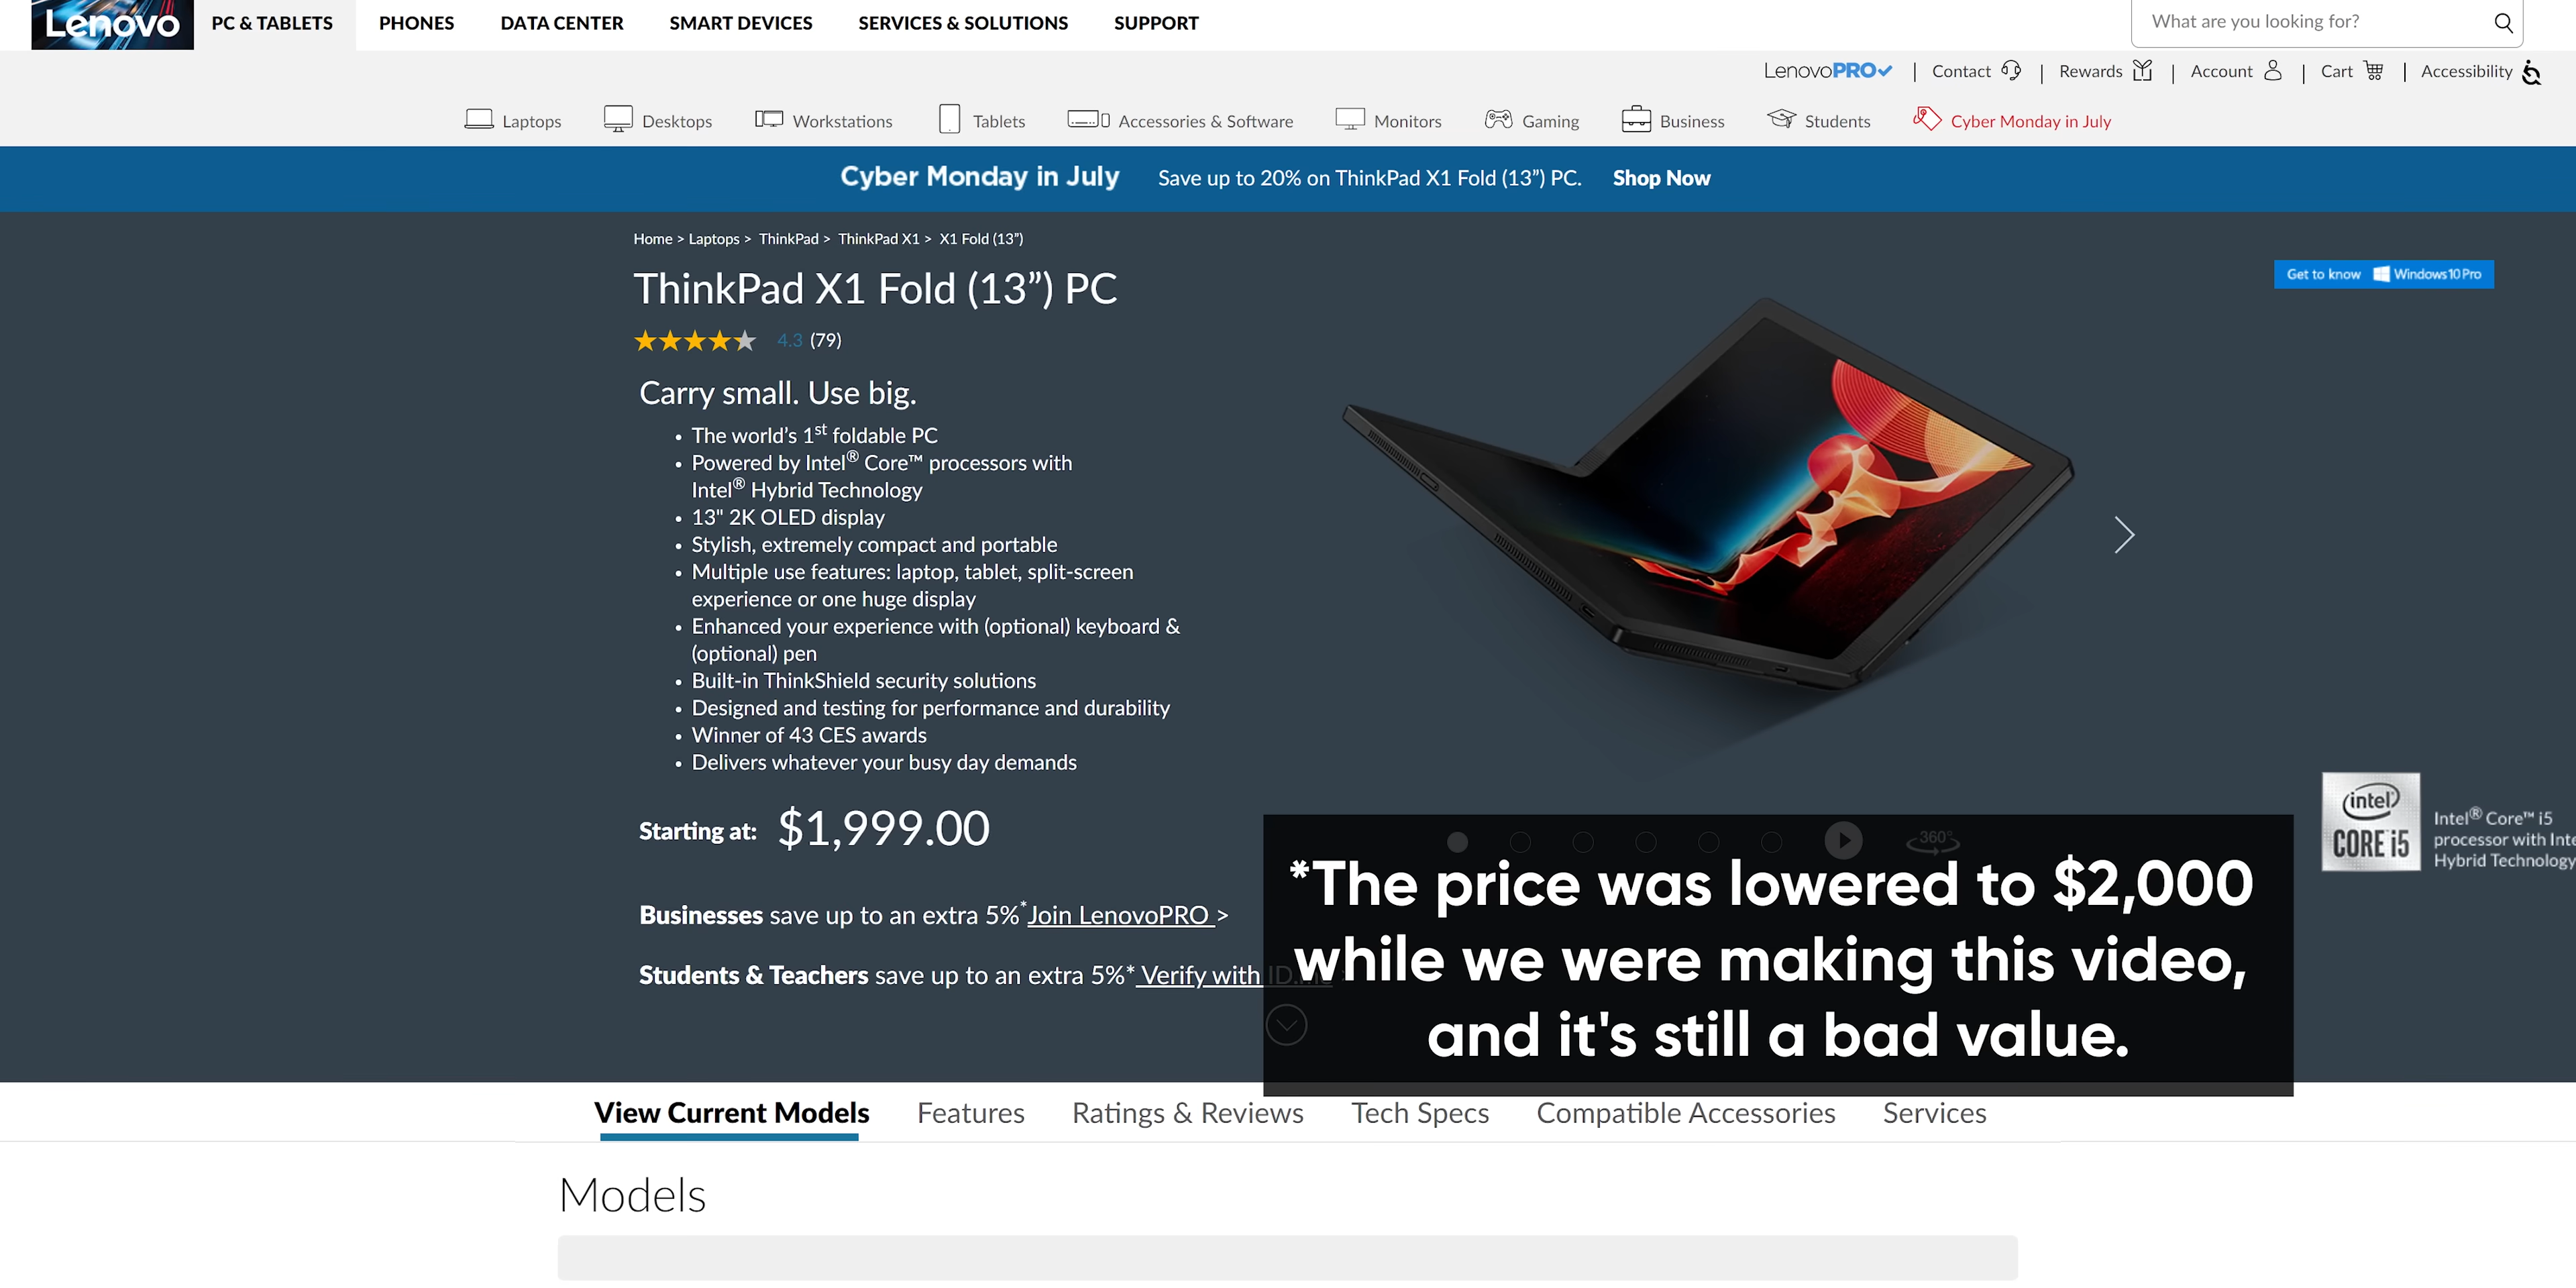 Lenovo
PC & TABLETS PHONES DATA CENTER SMART DEVICES SERVICES & SOLUTIONS SUPPORT
What are you looking for?
LenovoPRO | Contact | Rewards | Account | Cart | Accessibility
Laptops Desktops Workstations Tablets Accessories & Software Monitors Gaming Business Students Cyber Monday in July
Cyber Monday in July Save up to 20% on ThinkPad X1 Fold (13”) PC. Shop Now
Home > Laptops > ThinkPad > ThinkPad X1 > X1 Fold (13”)
Get to know Windows 10 Pro
ThinkPad X1 Fold (13”) PC
4.3 (79)
Carry small. Use big.
• The world’s 1st foldable PC
• Powered by Intel® Core™ processors with
Intel® Hybrid Technology
• 13" 2K OLED display
• Stylish, extremely compact and portable
• Multiple use features: laptop, tablet, split-screen
experience or one huge display
• Enhanced your experience with (optional) keyboard &
(optional) pen
• Built-in ThinkShield security solutions
• Designed and testing for performance and durability
• Winner of 43 CES awards
• Delivers whatever your busy day demands
Starting at: $1,999.00
360°
intel
CORE i5
Intel® Core™ i5
processor with Inte
Hybrid Technology
Businesses save up to an extra 5%* Join LenovoPRO >
Students & Teachers save up to an extra 5%* Verify with ID.me
*The price was lowered to $2,000
while we were making this video,
and it's still a bad value.
View Current Models Features Ratings & Reviews Tech Specs Compatible Accessories Services
Models